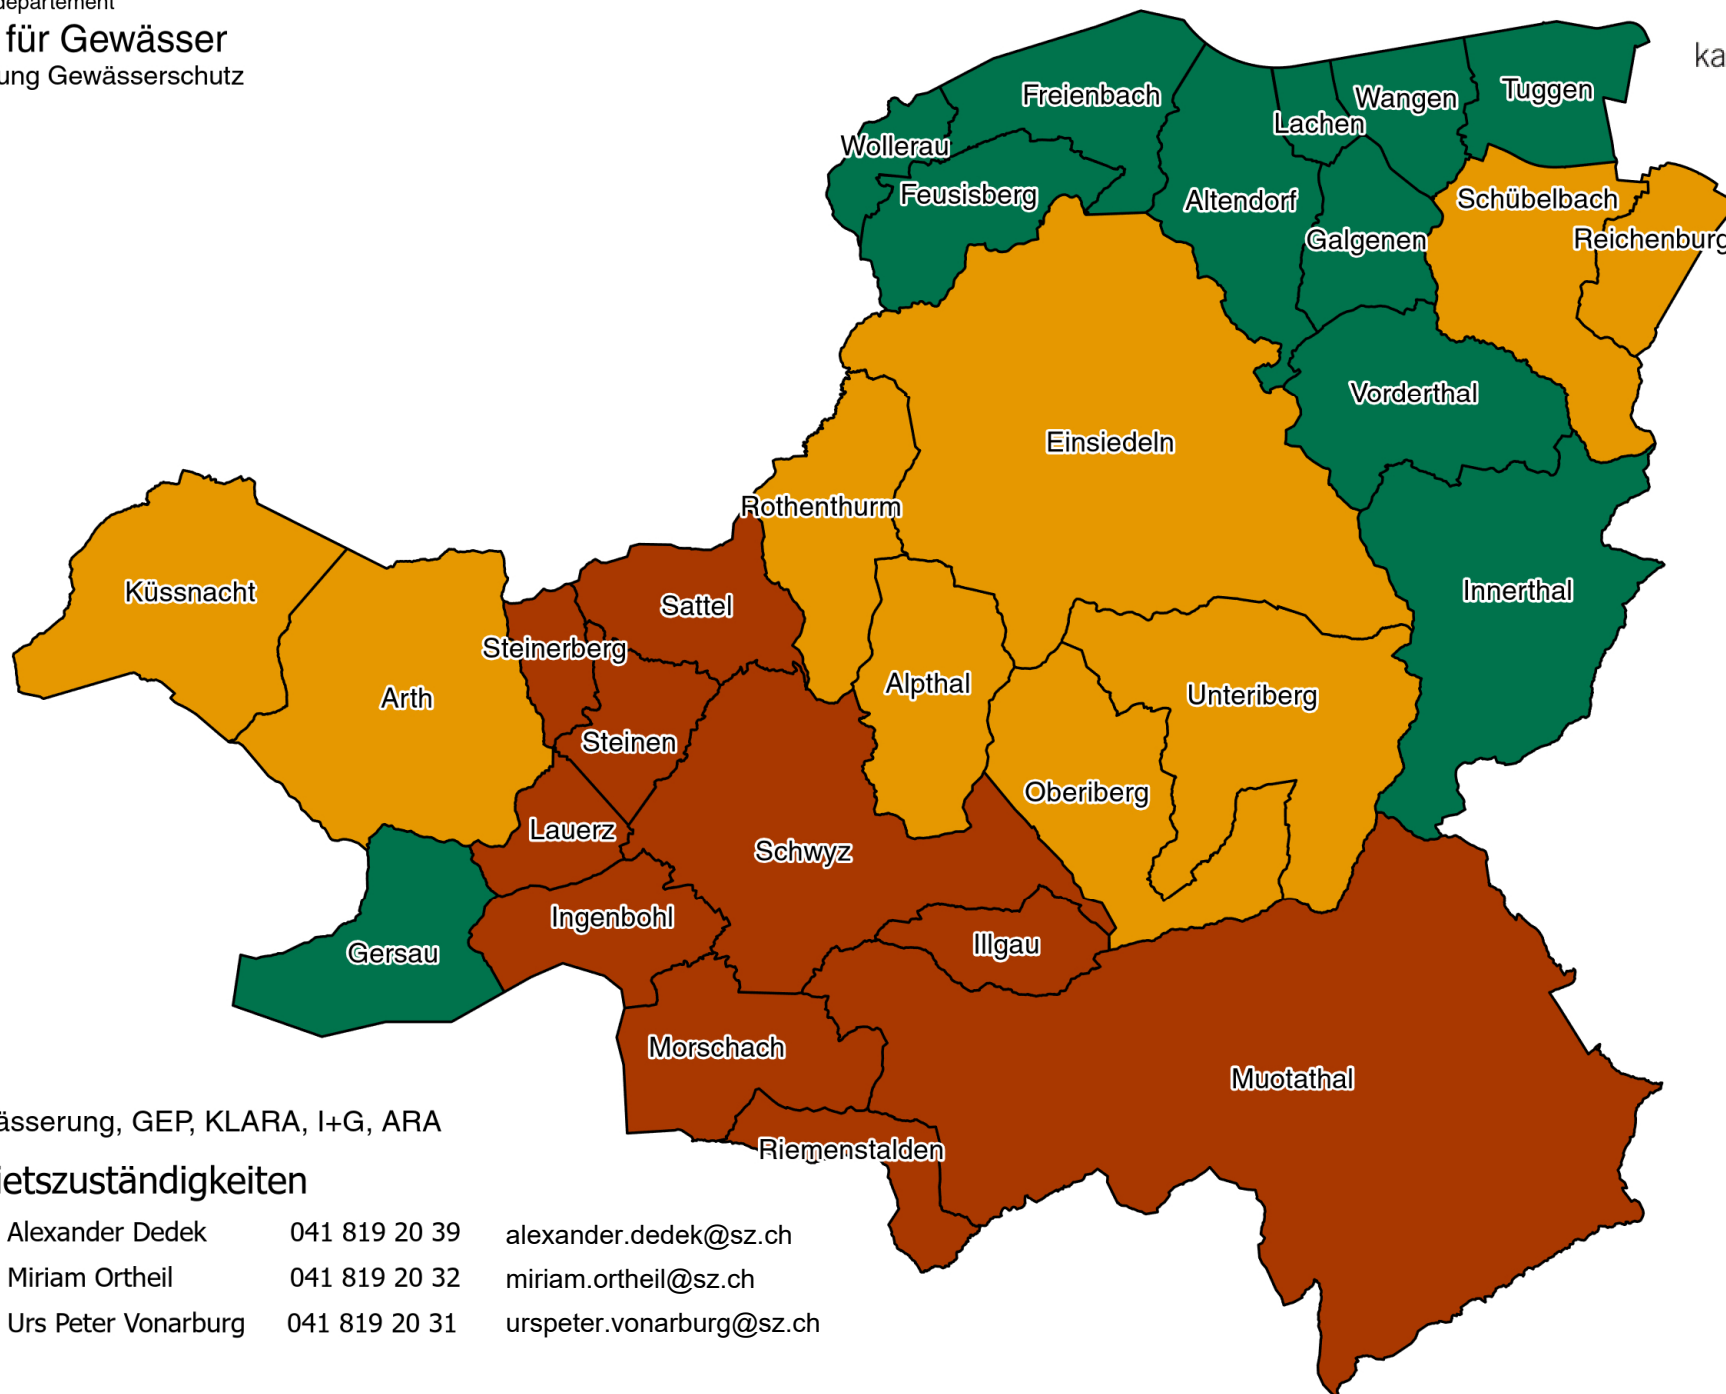 departement
für Gewässer
ung Gewässerschutz
ka
Freienbach
Wangen
Tuggen
Lachen
Wollerau
Feusisberg
Altendorf
Schübelbach
Galgenen
Reichenburg
Vorderthal
Einsiedeln
Rothenthurm
Küssnacht
Sattel
Innerthal
Steinerberg
Arth
Alpthal
Unteriberg
Steinen
Oberiberg
Lauerz
Schwyz
Ingenbohl
Illgau
Gersau
Morschach
Muotathal
Riemenstalden
ässerung, GEP, KLARA, I+G, ARA
ietszuständigkeiten
Alexander Dedek 041 819 20 39 alexander.dedek@sz.ch
Miriam Ortheil 041 819 20 32 miriam.ortheil@sz.ch
Urs Peter Vonarburg 041 819 20 31 urspeter.vonarburg@sz.ch